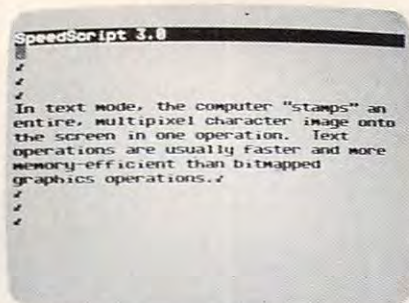 SpeedScript 3.0
In text mode, the computer "stamps" an
entire, multipixel character image onto
the screen in one operation. Text
operations are usually faster and more
memory-efficient than bitmapped
graphics operations.